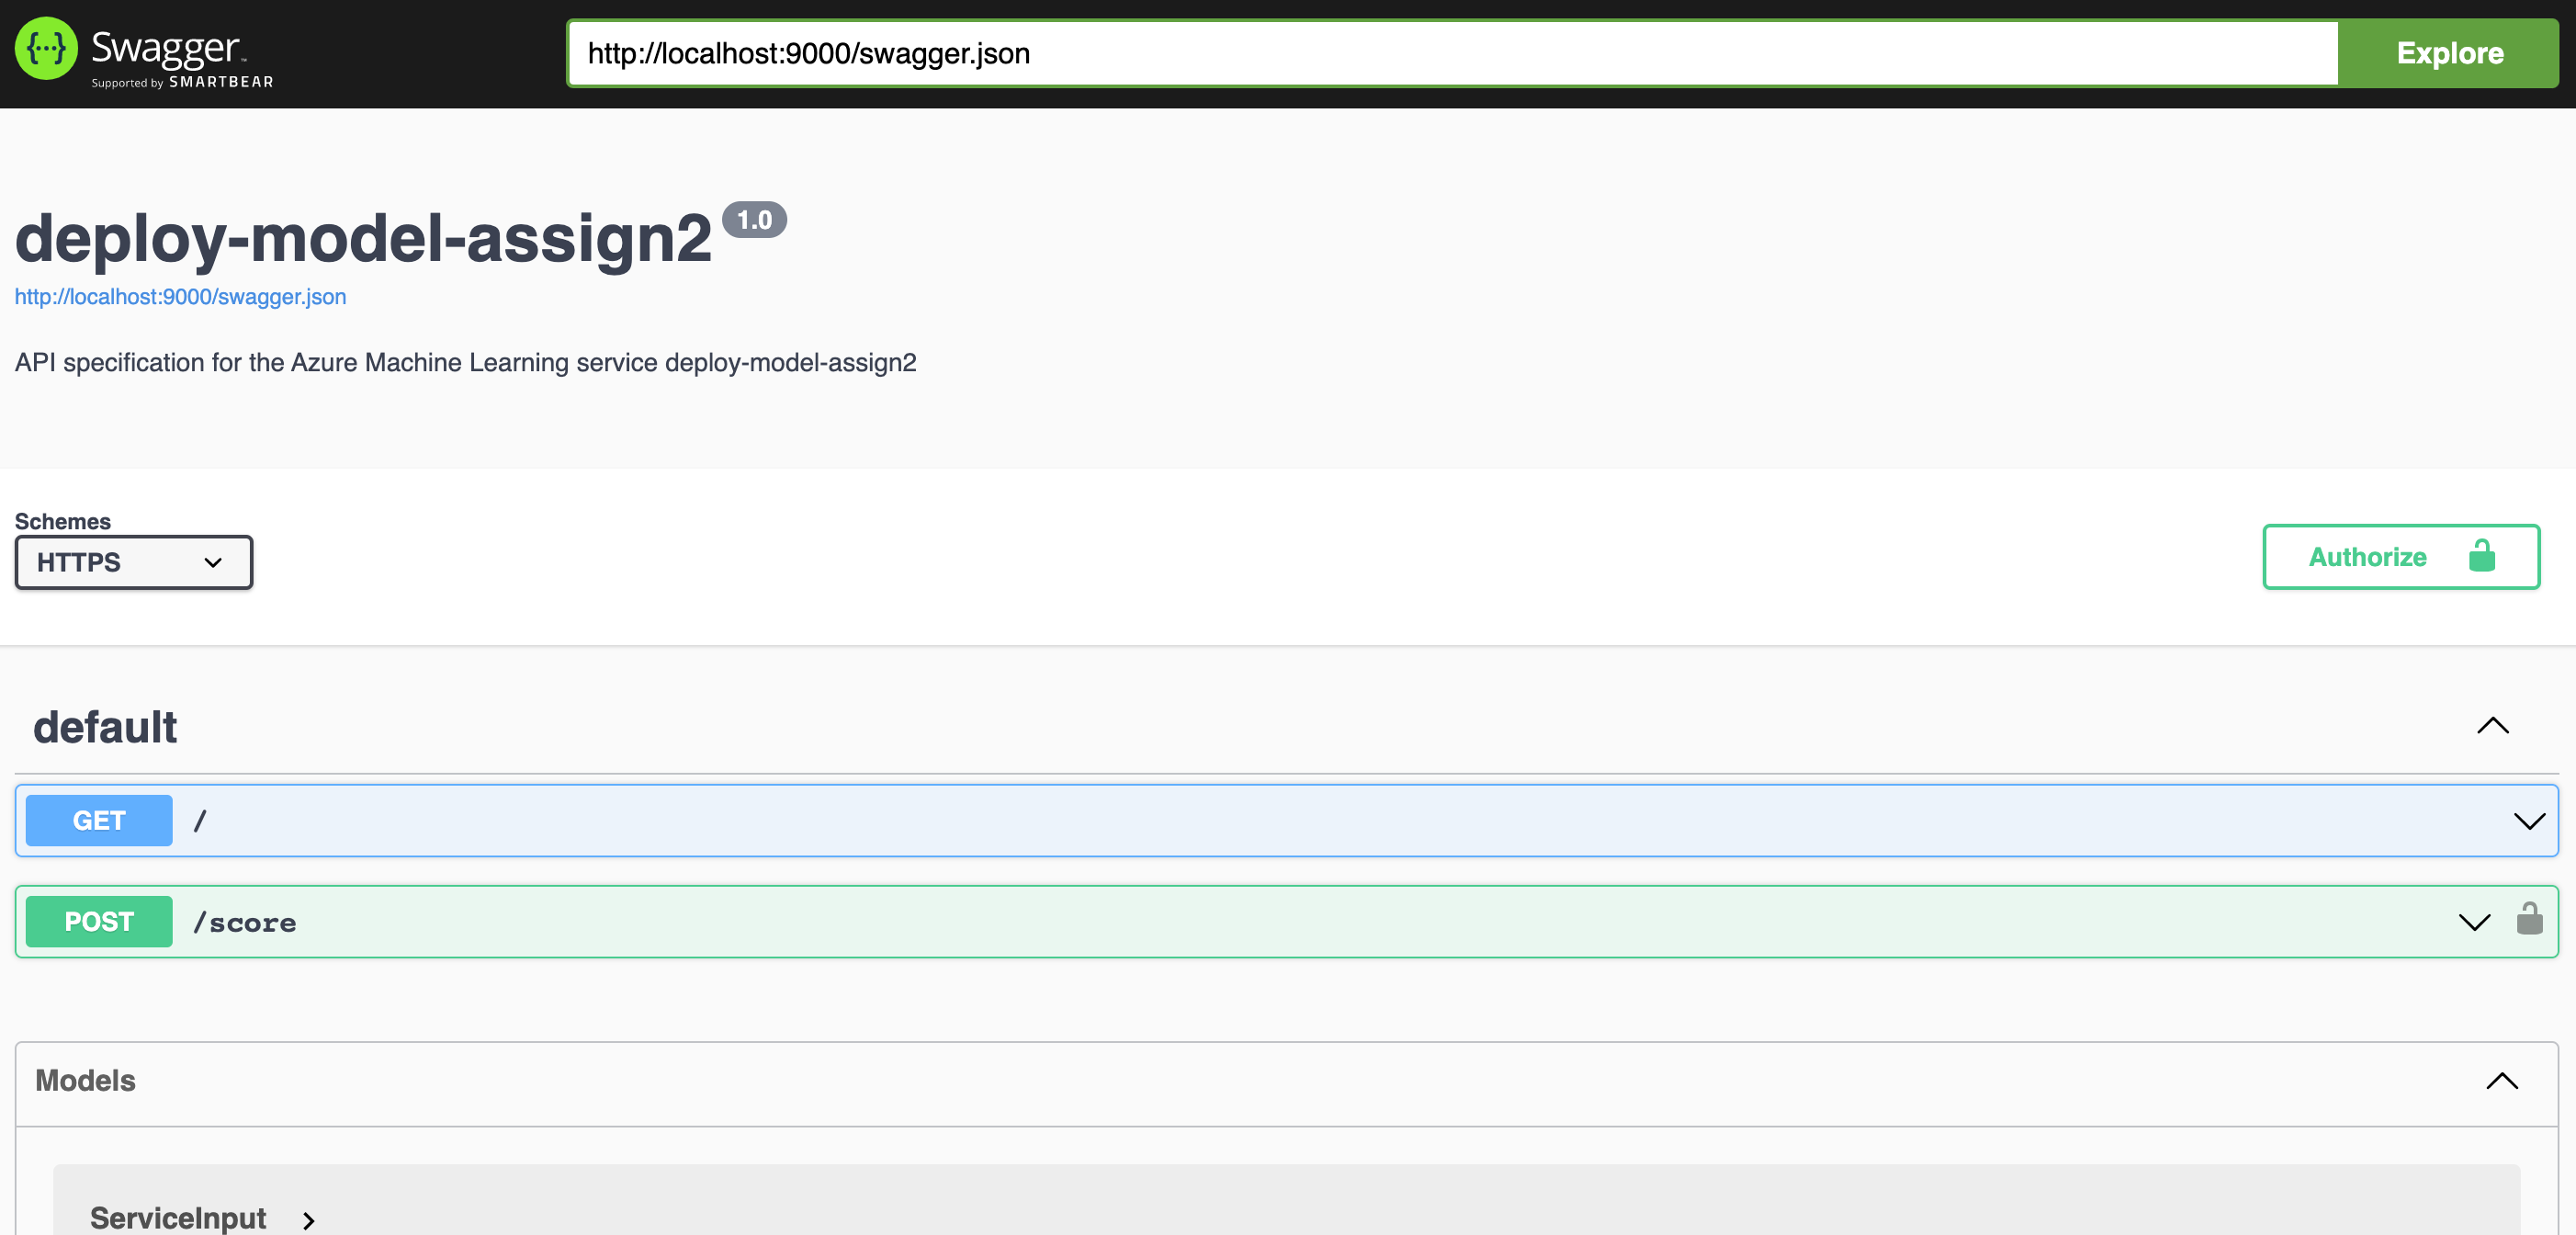 {...} Swagger™
Supported by SMARTBEAR
http://localhost:9000/swagger.json
Explore
deploy-model-assign2 1.0
http://localhost:9000/swagger.json
API specification for the Azure Machine Learning service deploy-model-assign2
Schemes
HTTPS
Authorize
default
GET /
POST /score
Models
ServiceInput